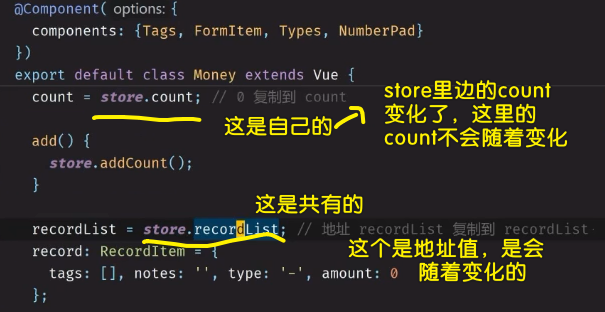 @Component( options: {
components: {Tags, FormItem, Types, NumberPad}
})
export default class Money extends Vue {
count = store.count; // 0 复制到 count
store里边的count
变化了，这里的
count不会随着变化
这是自己的
add() {
store.addCount();
}
这是共有的
recordList = store.recordList; // 地址 recordList 复制到 recordList
这个是地址值，是会
随着变化的
record: RecordItem = {
tags: [], notes: '', type: '-', amount: 0
};